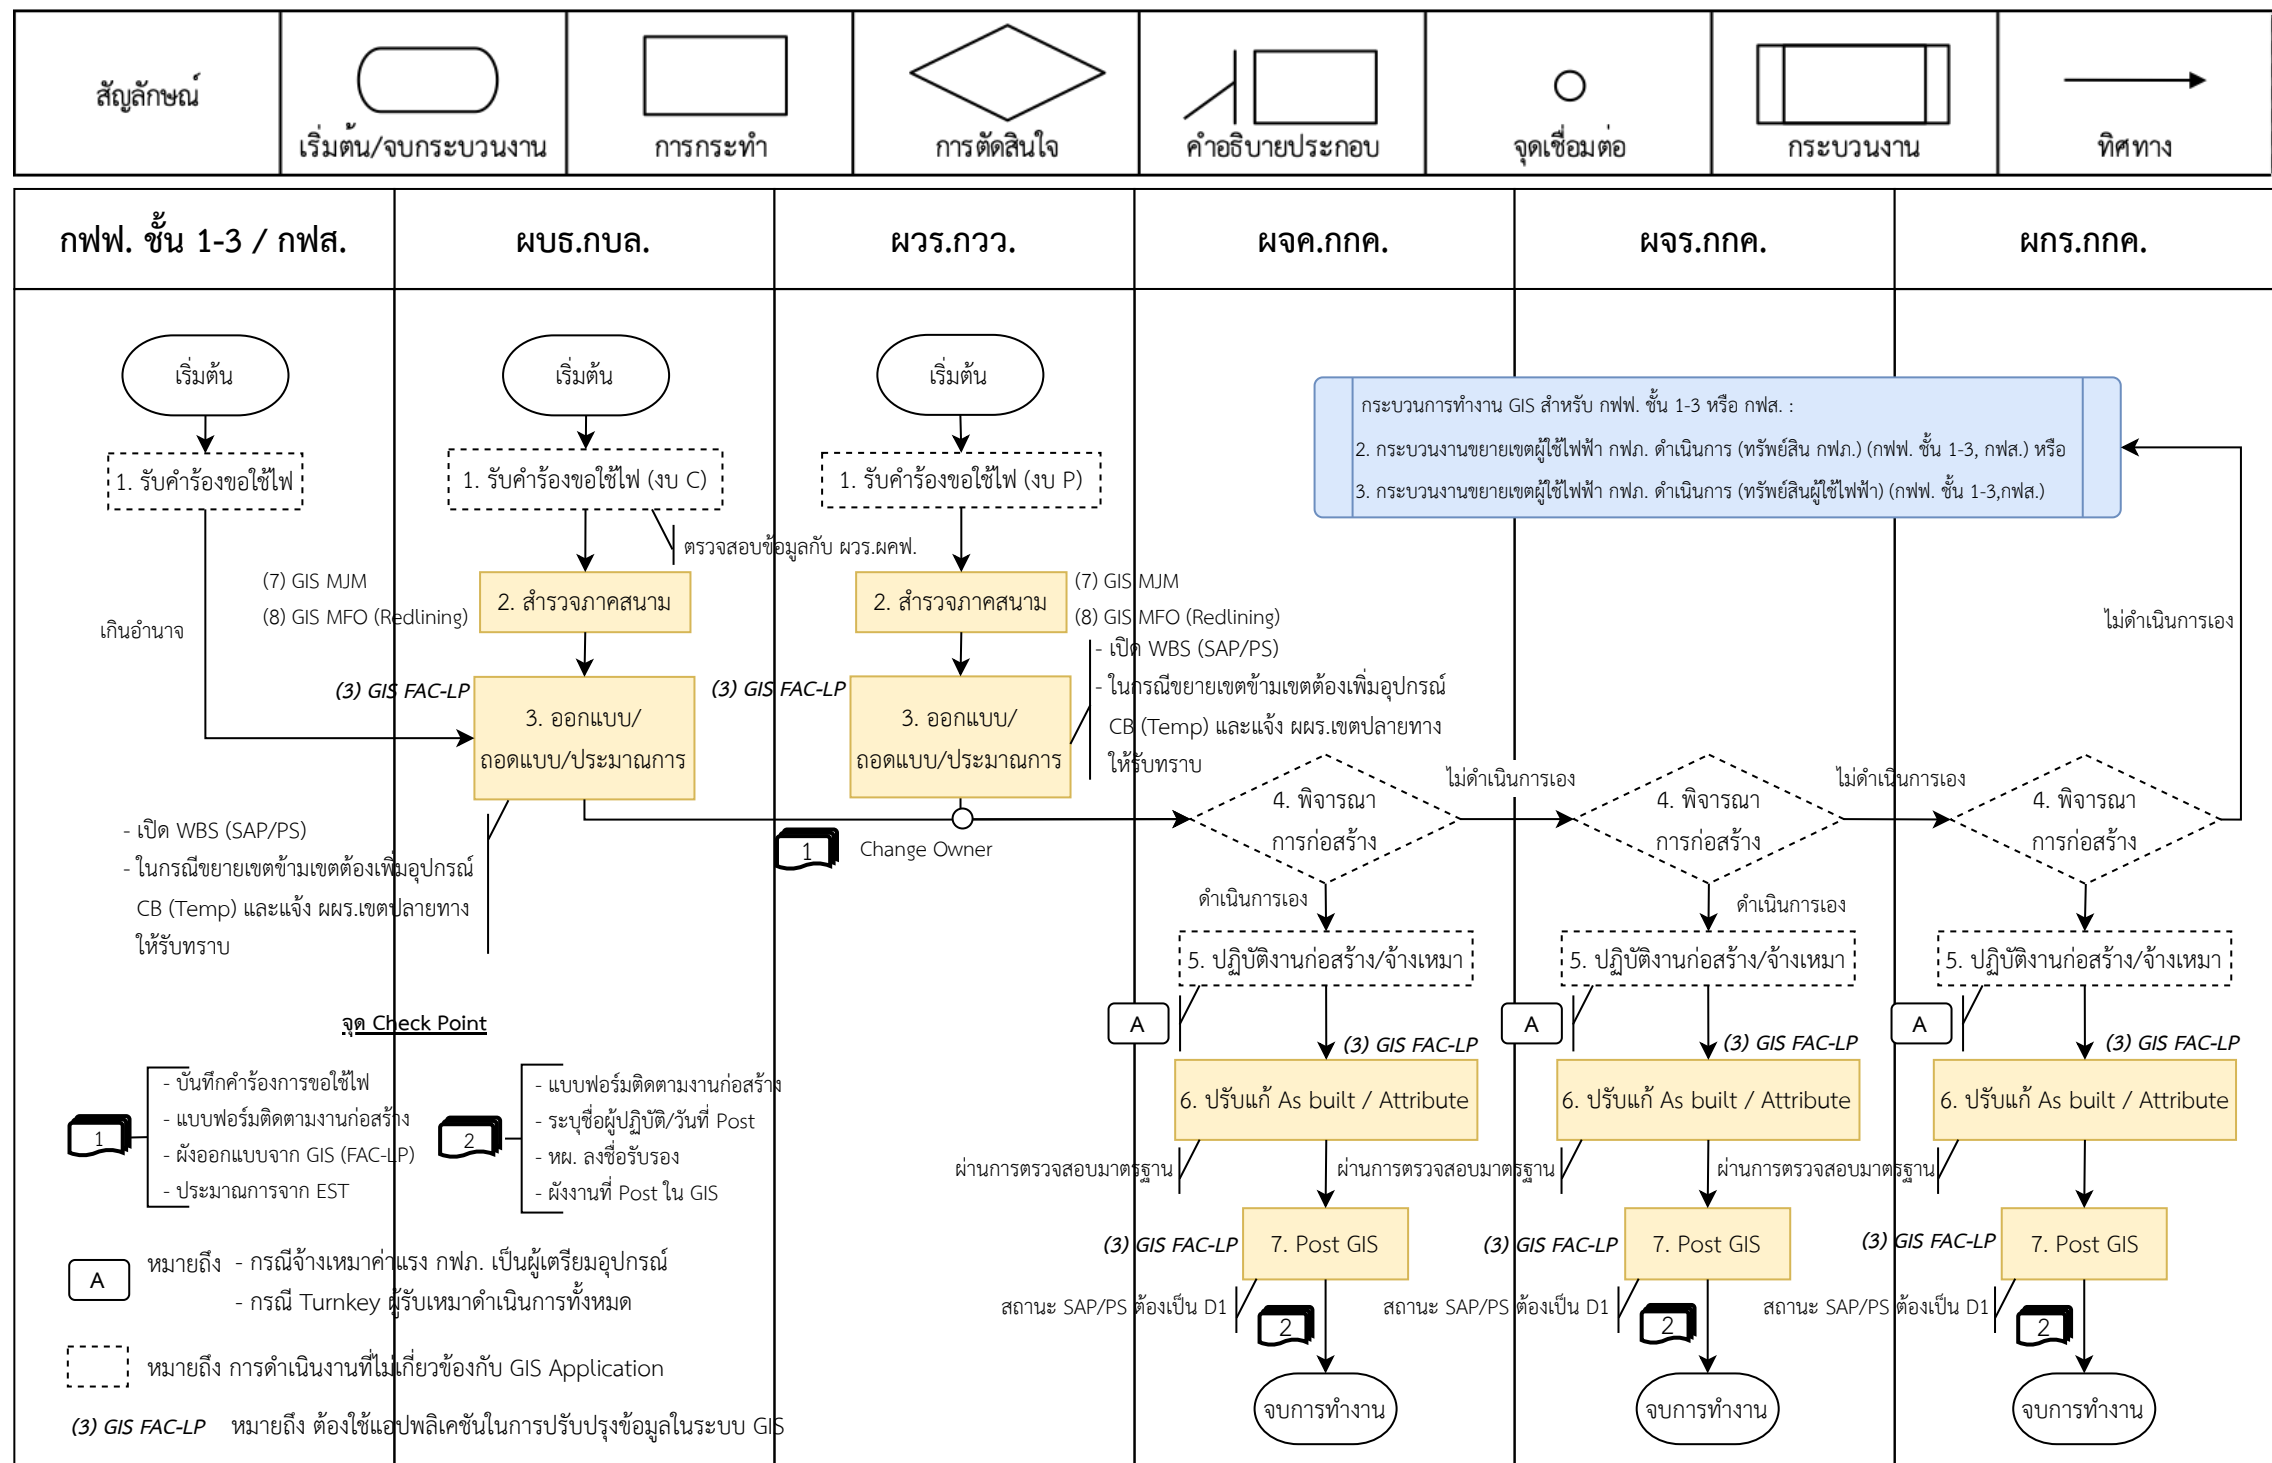 สัญลักษณ์
เริ่มต้น/จบกระบวนงาน
การกระทำ
การตัดสินใจ
คำอธิบายประกอบ
จุดเชื่อมต่อ
กระบวนงาน
ทิศทาง
กฟฟ. ชั้น 1-3 / กฟส.
ผบธ.กบล.
ผวร.กวว.
ผจค.กกค.
ผจร.กกค.
ผกร.กกค.
เริ่มต้น
เริ่มต้น
เริ่มต้น
กระบวนการทำงาน GIS สำหรับ กฟฟ. ชั้น 1-3 หรือ กฟส. :
2. กระบวนงานขยายเขตผู้ใช้ไฟฟ้า กฟภ. ดำเนินการ (ทรัพย์สิน กฟภ.) (กฟฟ. ชั้น 1-3, กฟส.) หรือ
3. กระบวนงานขยายเขตผู้ใช้ไฟฟ้า กฟภ. ดำเนินการ (ทรัพย์สินผู้ใช้ไฟฟ้า) (กฟฟ. ชั้น 1-3,กฟส.)
1. รับคำร้องขอใช้ไฟ
1. รับคำร้องขอใช้ไฟ (งบ C)
1. รับคำร้องขอใช้ไฟ (งบ P)
ตรวจสอบข้อมูลกับ ผวร.ผคฟ.
(7) GIS MJM
(8) GIS MFO (Redlining)
2. สำรวจภาคสนาม
2. สำรวจภาคสนาม
(7) GIS MJM
(8) GIS MFO (Redlining)
เกินอำนาจ
ไม่ดำเนินการเอง
- เปิด WBS (SAP/PS)
- ในกรณีขยายเขตข้ามเขตต้องเพิ่มอุปกรณ์
CB (Temp) และแจ้ง ผผร.เขตปลายทาง
ให้รับทราบ
(3) GIS FAC-LP
3. ออกแบบ/
ถอดแบบ/ประมาณการ
(3) GIS FAC-LP
3. ออกแบบ/
ถอดแบบ/ประมาณการ
- เปิด WBS (SAP/PS)
- ในกรณีขยายเขตข้ามเขตต้องเพิ่มอุปกรณ์
CB (Temp) และแจ้ง ผผร.เขตปลายทาง
ให้รับทราบ
1
Change Owner
4. พิจารณา
การก่อสร้าง
ไม่ดำเนินการเอง
4. พิจารณา
การก่อสร้าง
ไม่ดำเนินการเอง
4. พิจารณา
การก่อสร้าง
ดำเนินการเอง
ดำเนินการเอง
5. ปฏิบัติงานก่อสร้าง/จ้างเหมา
5. ปฏิบัติงานก่อสร้าง/จ้างเหมา
5. ปฏิบัติงานก่อสร้าง/จ้างเหมา
A
A
A
(3) GIS FAC-LP
(3) GIS FAC-LP
(3) GIS FAC-LP
6. ปรับแก้ As built / Attribute
6. ปรับแก้ As built / Attribute
6. ปรับแก้ As built / Attribute
ผ่านการตรวจสอบมาตรฐาน
ผ่านการตรวจสอบมาตรฐาน
ผ่านการตรวจสอบมาตรฐาน
(3) GIS FAC-LP
7. Post GIS
(3) GIS FAC-LP
7. Post GIS
(3) GIS FAC-LP
7. Post GIS
สถานะ SAP/PS ต้องเป็น D1
2
สถานะ SAP/PS ต้องเป็น D1
2
สถานะ SAP/PS ต้องเป็น D1
2
จบการทำงาน
จบการทำงาน
จบการทำงาน
จุด Check Point
1
- บันทึกคำร้องการขอใช้ไฟ
- แบบฟอร์มติดตามงานก่อสร้าง
- ผังออกแบบจาก GIS (FAC-LP)
- ประมาณการจาก EST
2
- แบบฟอร์มติดตามงานก่อสร้าง
- ระบุชื่อผู้ปฏิบัติ/วันที่ Post
- หผ. ลงชื่อรับรอง
- ผังงานที่ Post ใน GIS
A
หมายถึง - กรณีจ้างเหมาค่าแรง กฟภ. เป็นผู้เตรียมอุปกรณ์
- กรณี Turnkey ผู้รับเหมาดำเนินการทั้งหมด
หมายถึง การดำเนินงานที่ไม่เกี่ยวข้องกับ GIS Application
(3) GIS FAC-LP หมายถึง ต้องใช้แอปพลิเคชันในการปรับปรุงข้อมูลในระบบ GIS